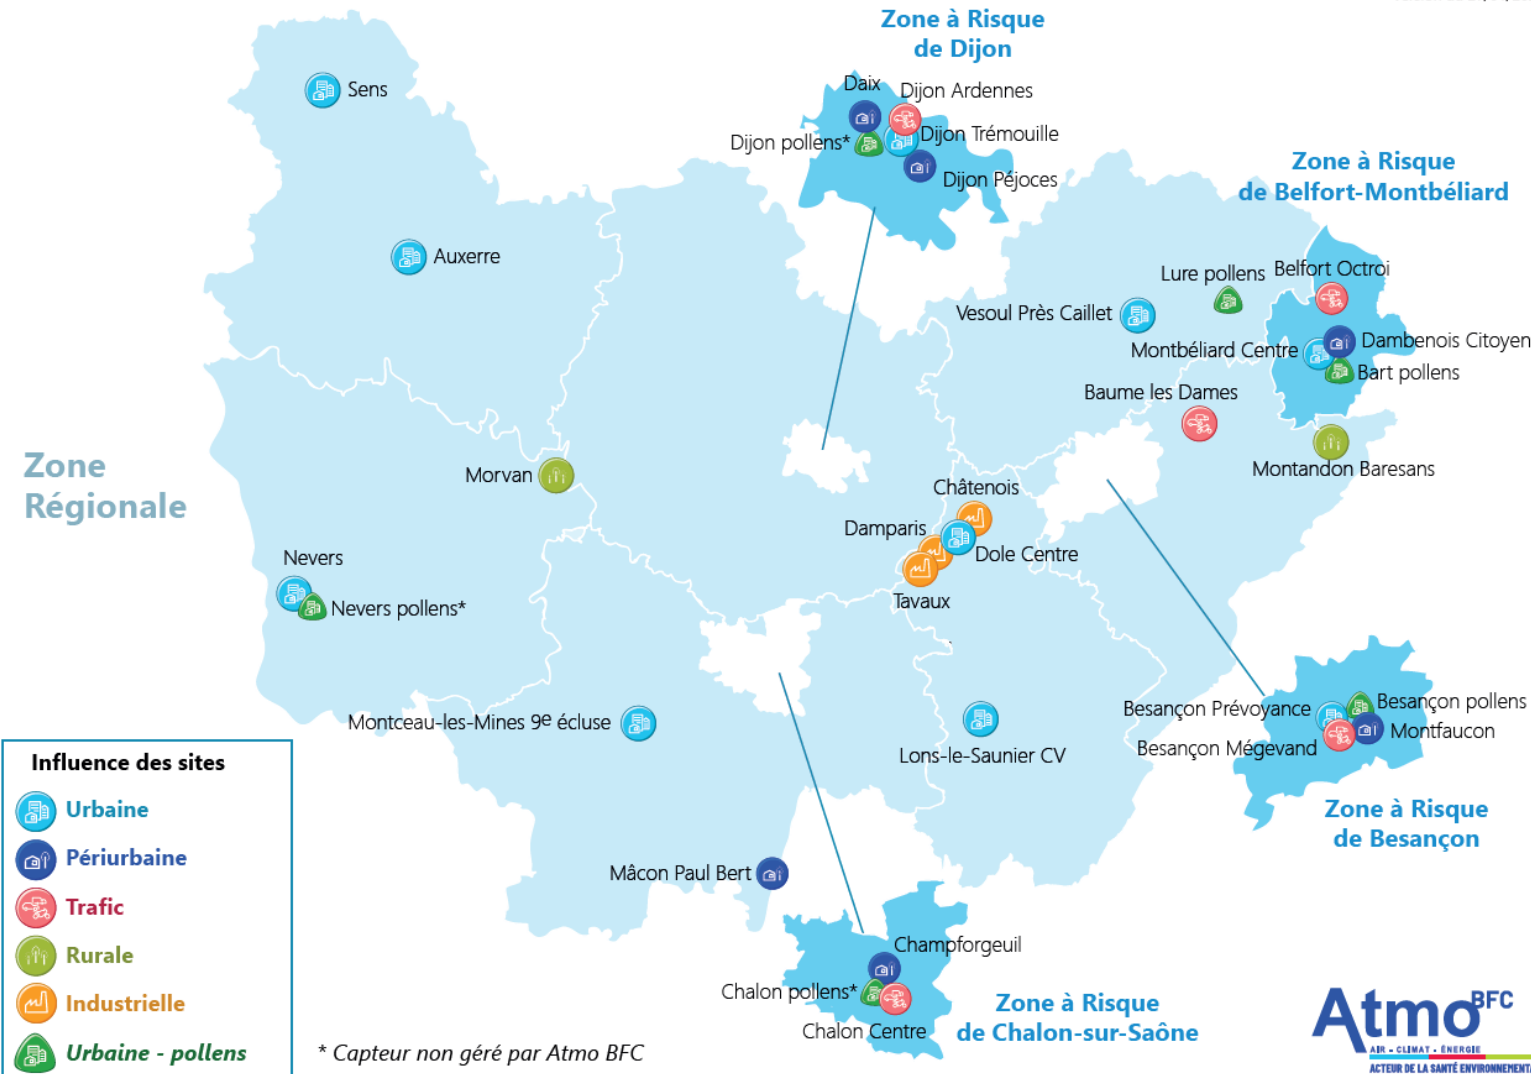 Zone à Risque
de Dijon
Daix
Dijon Ardennes
Dijon pollens*
Dijon Trémouille
Dijon Péjoces
Sens
Auxerre
Zone à Risque
de Belfort-Montbéliard
Lure pollens
Belfort Octroi
Vesoul Près Caillet
Montbéliard Centre
Dambenois Citoyen
Bart pollens
Baume les Dames
Montandon Baresans
Zone
Régionale
Morvan
Châtenois
Damparis
Dole Centre
Tavaux
Nevers
Nevers pollens*
Montceau-les-Mines 9e écluse
Lons-le-Saunier CV
Besançon Prévoyance
Besançon pollens
Montfaucon
Besançon Mégevand
Zone à Risque
de Besançon
Mâcon Paul Bert
Champforgeuil
Chalon pollens*
Chalon Centre
Zone à Risque
de Chalon-sur-Saône
Influence des sites
Urbaine
Périurbaine
Trafic
Rurale
Industrielle
Urbaine - pollens
* Capteur non géré par Atmo BFC
Atmo BFC
AIR - CLIMAT - ÉNERGIE
ACTEUR DE LA SANTÉ ENVIRONNEMENT